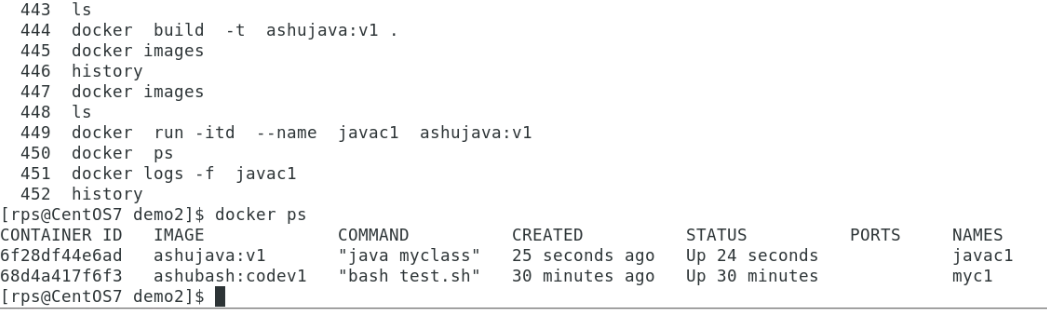 443  ls
444  docker  build  -t  ashujava:v1 .
445  docker images
446  history
447  docker images
448  ls
449  docker  run -itd  --name  javac1  ashujava:v1
450  docker  ps
451  docker logs -f  javac1
452  history
[rps@CentOS7 demo2]$ docker ps
CONTAINER ID   IMAGE             COMMAND          CREATED          STATUS          PORTS     NAMES
6f28df44e6ad   ashujava:v1       "java myclass"   25 seconds ago   Up 24 seconds             javac1
68d4a417f6f3   ashubash:codev1   "bash test.sh"   30 minutes ago   Up 30 minutes             myc1
[rps@CentOS7 demo2]$